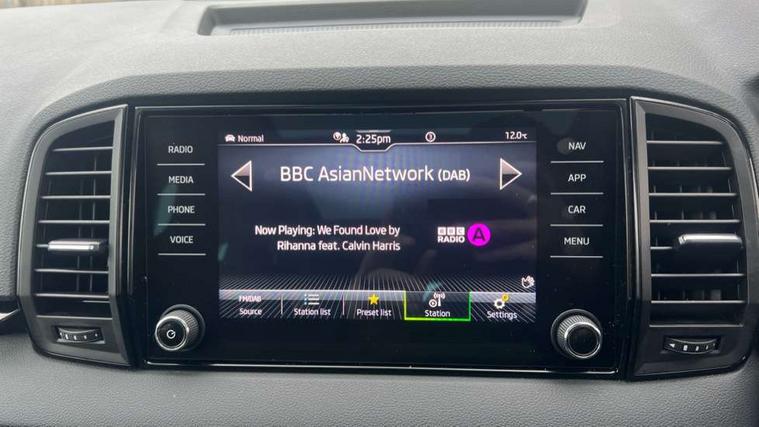 Normal 2:25pm 12.0°C
RADIO
MEDIA
PHONE
VOICE
BBC AsianNetwork (DAB)
Now Playing: We Found Love by
Rihanna feat. Calvin Harris
BBC
RADIO A
FM/DAB
Source
Station list
Preset list
Station
Settings
NAV
APP
CAR
MENU